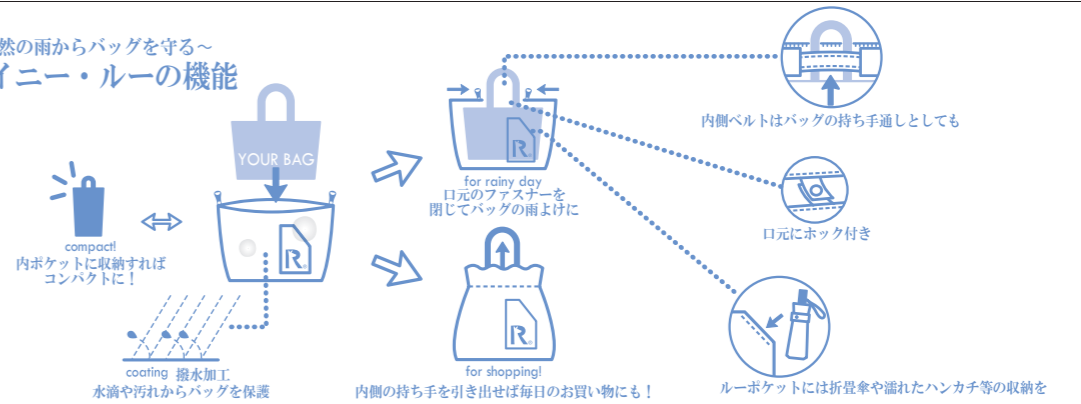 然の雨からバッグを守る〜
イニー・ルーの機能
YOUR BAG
compact!
内ポケットに収納すれば
コンパクトに！
R
coating 撥水加工
水滴や汚れからバッグを保護
R
for rainy day
口元のファスナーを
閉じてバッグの雨よけに
R
for shopping!
内側の持ち手を引き出せば毎日のお買い物にも！
内側ベルトはバッグの持ち手通しとしても
口元にホック付き
ルーポケットには折畳傘や濡れたハンカチ等の収納を